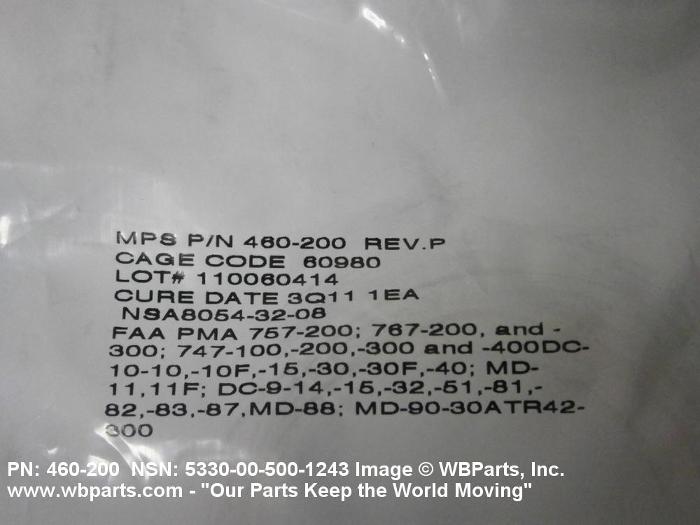 MPS P/N 460-200 REV.P
CAGE CODE 60980
LOT# 110060414
CURE DATE 3Q11 1EA
NSA8054-32-08
FAA PMA 757-200; 767-200, and -
300; 747-100,-200,-300 and -400DC-
10-10,-10F,-15,-30,-30F,-40; MD-
11,11F; DC-9-14,-15,-32,-51,-81,-
82,-83,-87,MD-88; MD-90-30ATR42-
300
PN: 460-200 NSN: 5330-00-500-1243 Image © WBParts, Inc.
www.wbparts.com - "Our Parts Keep the World Moving"